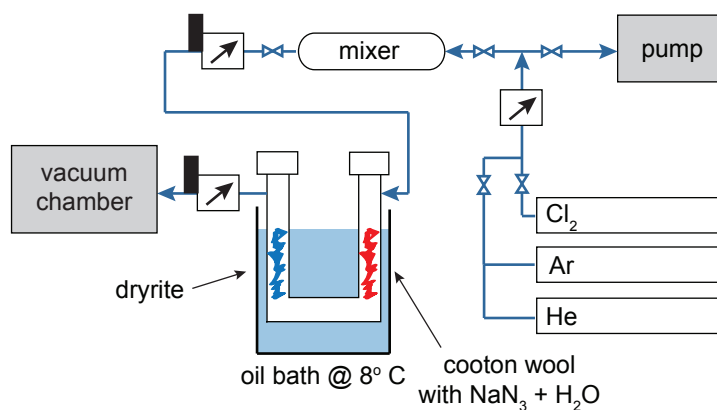 mixer
pump
vacuum
chamber
Cl₂
Ar
He
dryrite
oil bath @ 8° C
cooton wool
with NaN₃ + H₂O